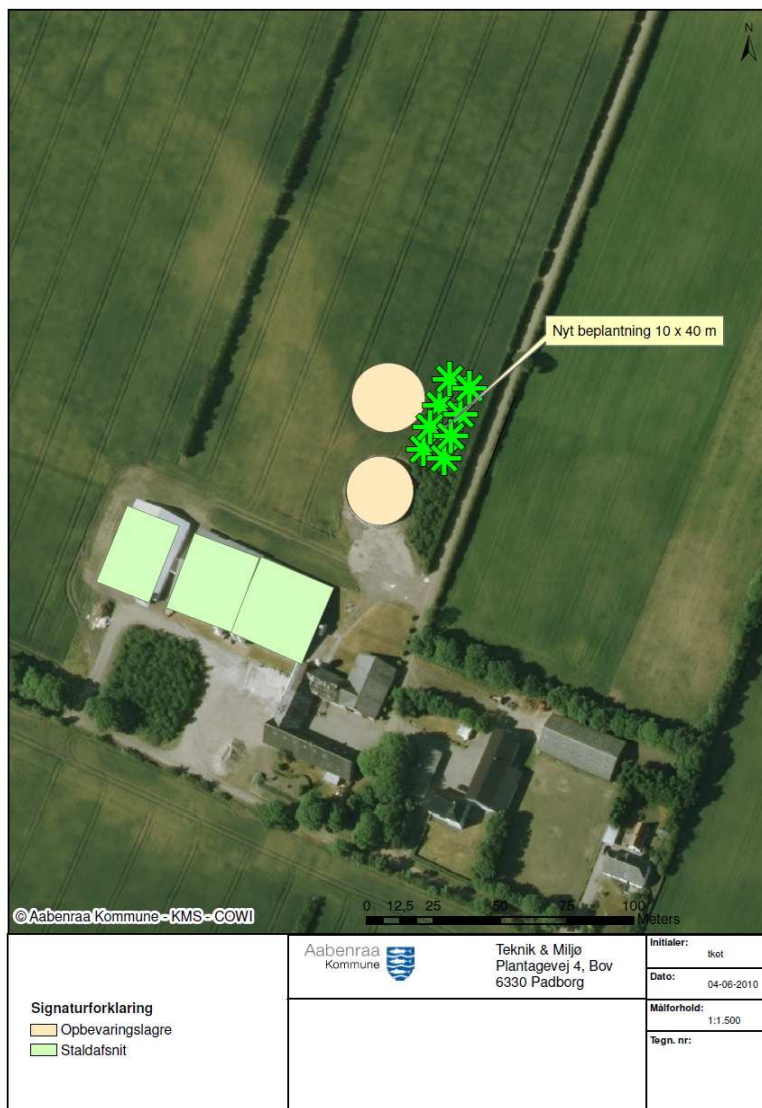 N
Nyt beplantning 10 x 40 m
© Aabenraa Kommune - KMS - COWI
0 12,5 25 50 75 100
Meters
Signaturforklaring
Opbevaringslagre
Staldafsnit
Aabenraa
Kommune
Teknik & Miljø
Plantagevej 4, Bov
6330 Padborg
Initialer:
tket
Dato:
04-06-2010
Målforhold:
1:1.500
Tegn. nr: